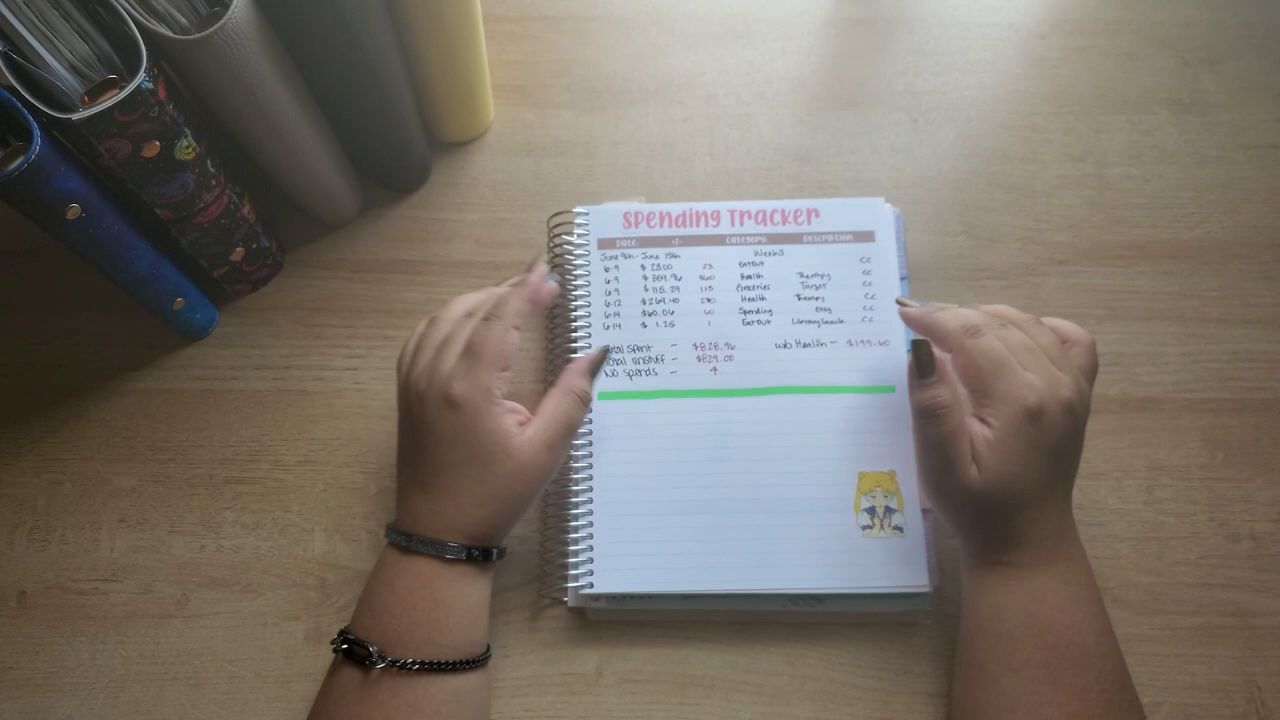 Spending Tracker
Date: +/- Category: Description
June 9th - June 15th Week 3
6-9 $ 23.00 23 Eat Out CC
6-9 $ 359.96 360 Health Therapy CC
6-9 $ 115.29 115 Groceries Target CC
6-12 $269.40 270 Health Therapy CC
6-14 $60.06 60 Spending CC
6-14 $ 1.25 1 Eat Out Library Snack CC
Total Spent - $828.96 w/o Health - $199.60
Total Unstuff - $829.00
No Spends - 4